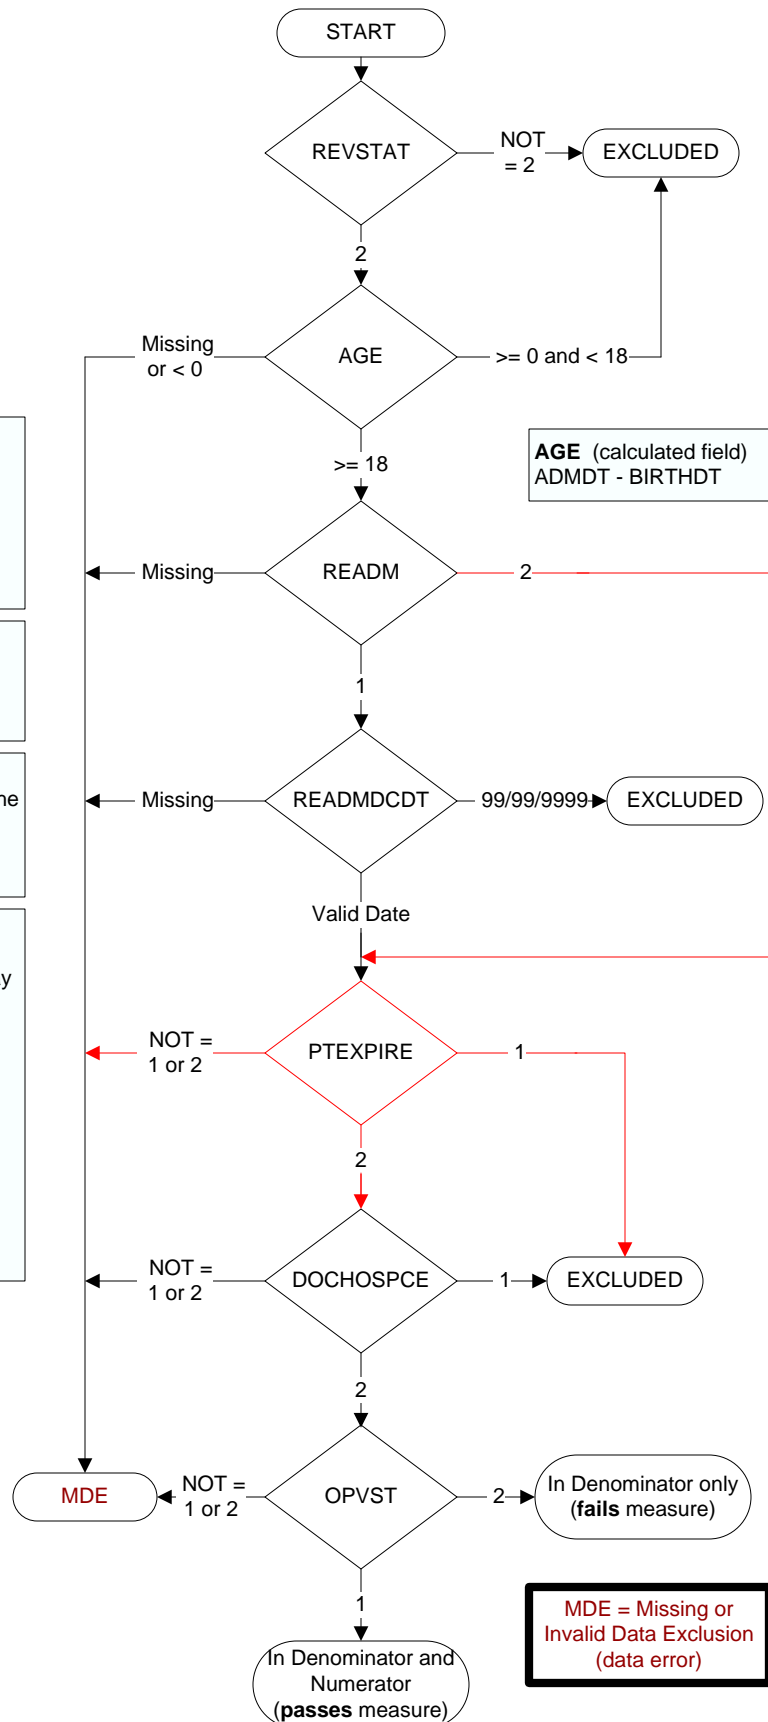 START
REVSTAT
NOT
= 2
EXCLUDED
2
Missing
or < 0
AGE
>= 0 and < 18
>= 18
AGE (calculated field)
ADMDT - BIRTHDT
Missing
READM
2
1
Missing
READMDCDT
99/99/9999
EXCLUDED
Valid Date
NOT =
1 or 2
PTEXPIRE
1
2
NOT =
1 or 2
DOCHOSPCE
1
EXCLUDED
2
MDE
NOT =
1 or 2
OPVST
2
In Denominator only
(fails measure)
1
In Denominator and
Numerator
(passes measure)
MDE = Missing or
Invalid Data Exclusion
(data error)